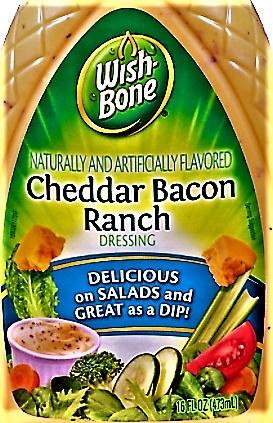 Wish-
Bone®
NATURALLY AND ARTIFICIALLY FLAVORED
Cheddar Bacon
Ranch
DRESSING
DELICIOUS
on SALADS and
GREAT as a DIP!
16 FL OZ (473mL)